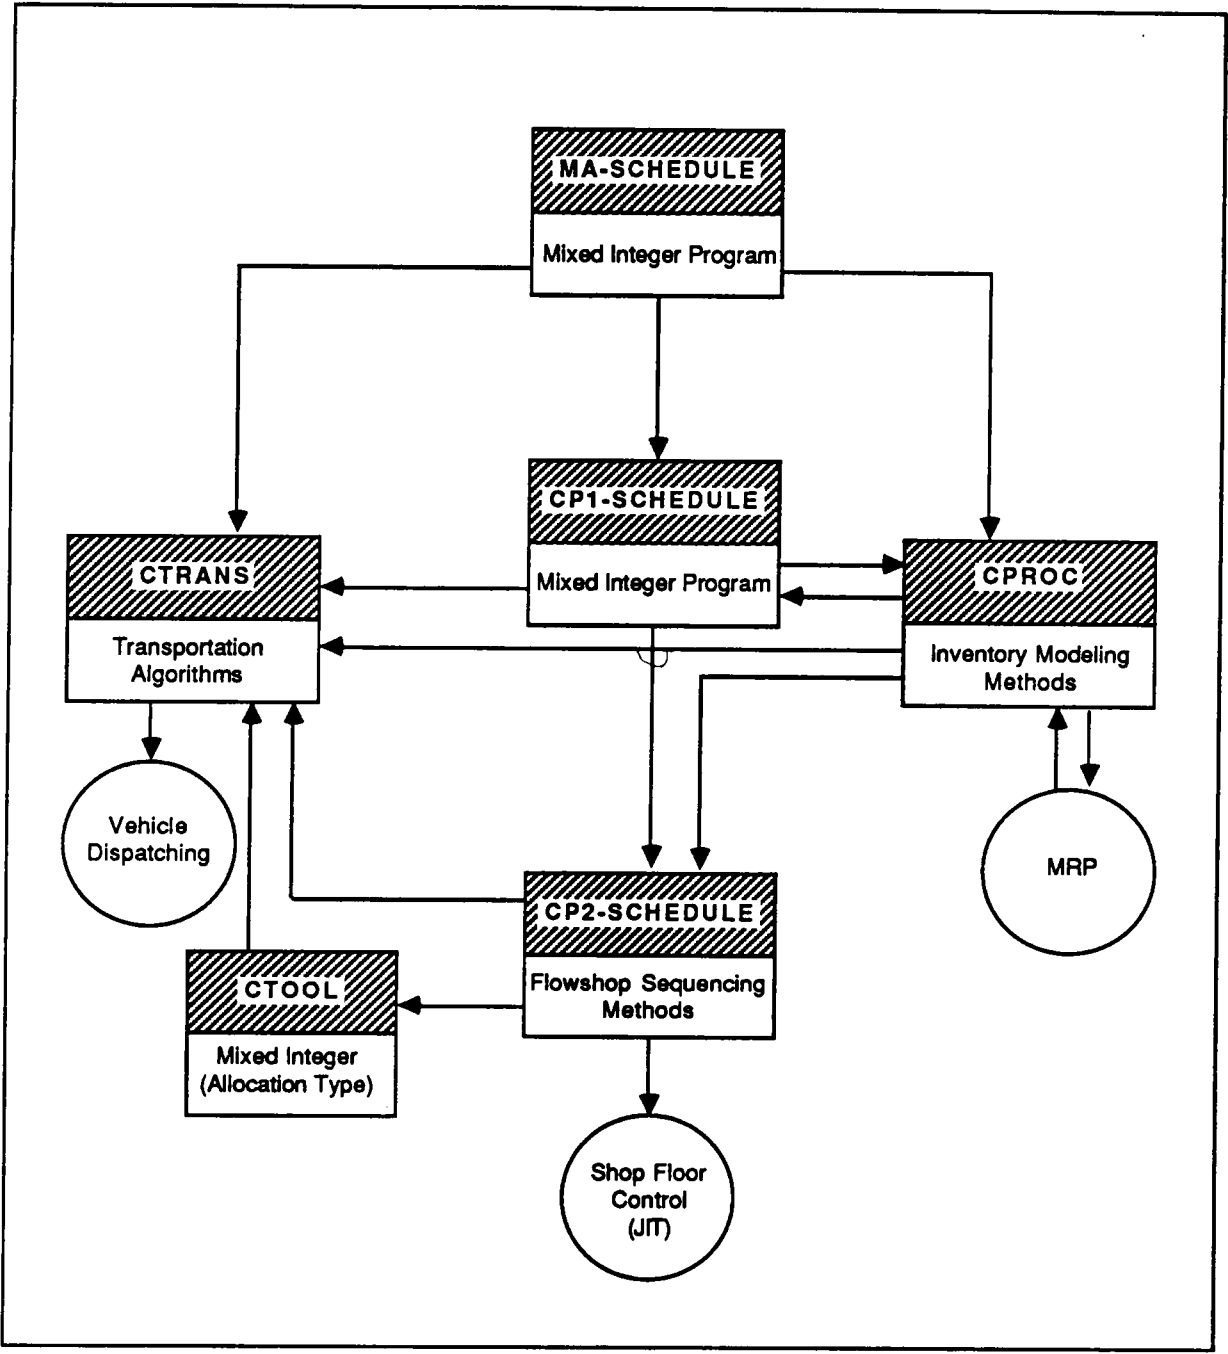 MA-SCHEDULE
Mixed Integer Program
CP1-SCHEDULE
Mixed Integer Program
CTRANS
Transportation
Algorithms
CPROC
Inventory Modeling
Methods
Vehicle
Dispatching
MRP
CP2-SCHEDULE
Flowshop Sequencing
Methods
CTOOL
Mixed Integer
(Allocation Type)
Shop Floor
Control
(JIT)